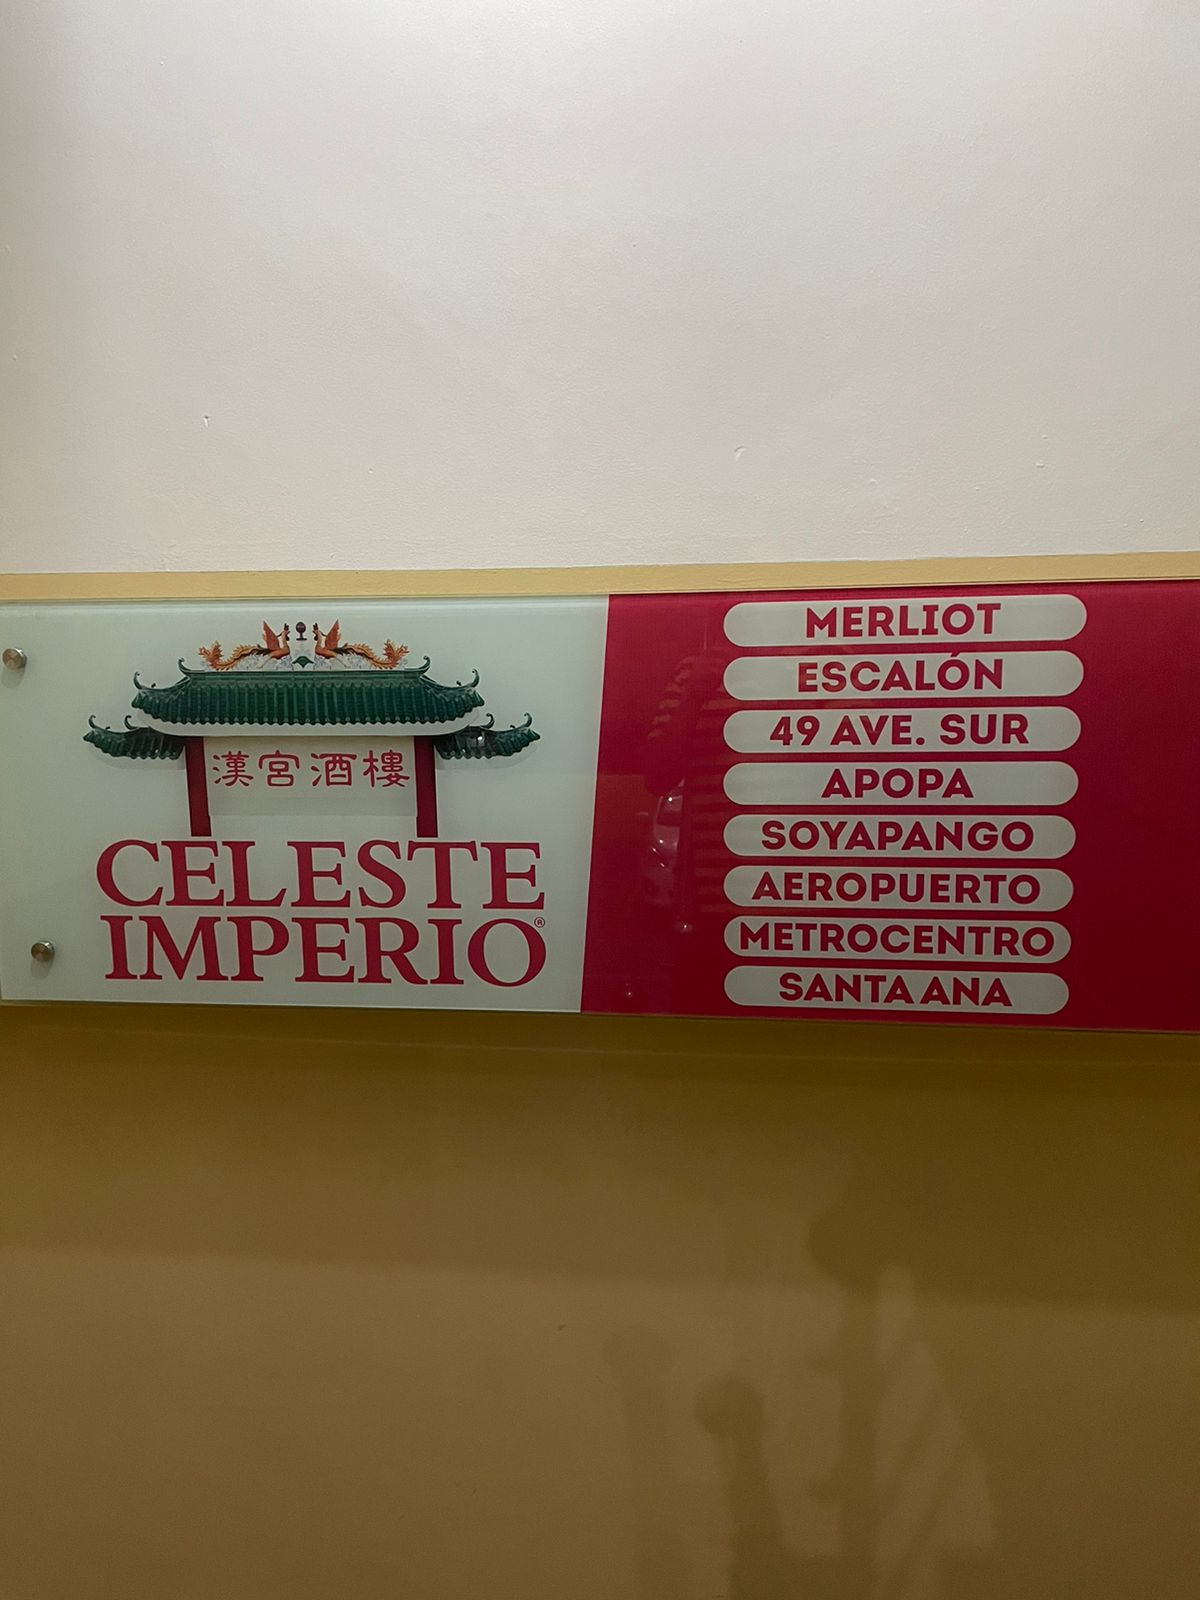 漢宮酒樓
CELESTE
IMPERIO®
MERLIOT
ESCALÓN
49 AVE. SUR
APOPA
SOYAPANGO
AEROPUERTO
METROCENTRO
SANTA ANA